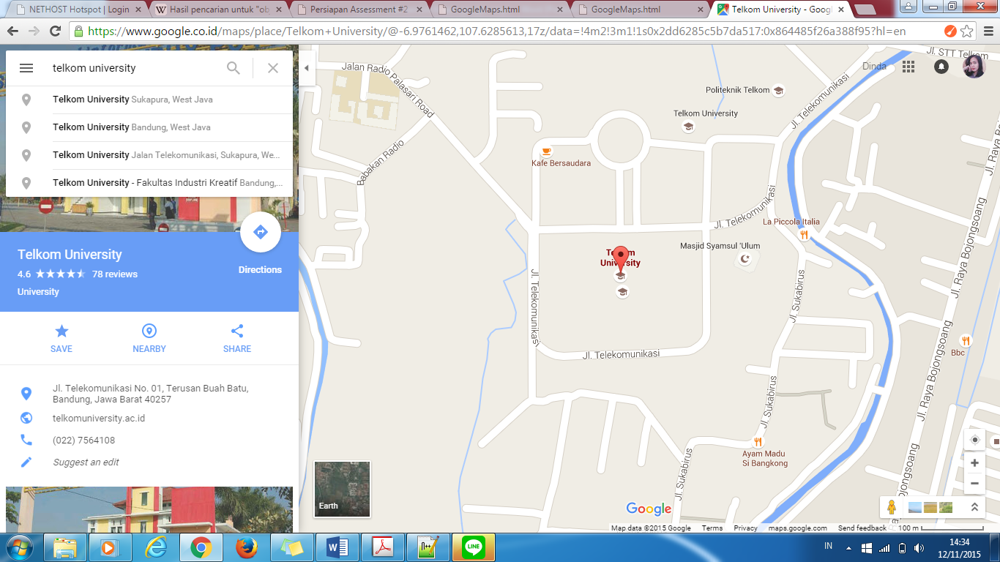 NETHOST Hotspot | Login
Hasil pencarian untuk "ob
Persiapan Assessment #2
GoogleMaps.html
GoogleMaps.html
Telkom University - Goog
https://www.google.co.id/maps/place/Telkom+University/@-6.9761462,107.6285613,17z/data=!4m2!3m1!1s0x2dd6285c5b7da517:0x864485f26a388f95?hl=en
telkom university
Telkom University Sukapura, West Java
Telkom University Bandung, West Java
Telkom University Jalan Telekomunikasi, Sukapura, We...
Telkom University - Fakultas Industri Kreatif Bandung,...
Telkom University
4.6 78 reviews
University
Directions
SAVE
NEARBY
SHARE
Jl. Telekomunikasi No. 01, Terusan Buah Batu,
Bandung, Jawa Barat 40257
telkomuniversity.ac.id
(022) 7564108
Suggest an edit
Dinda
Jl. STT Telkom
Jalan Radio Palasari Road
Politeknik Telkom
Jl. Telekomunikasi
Telkom University
Babakan Radio
Kafe Bersaudara
Jl. Raya Bojongsoang
Jl. Telekomunikasi
La Piccola Italia
Masjid Syamsul 'Ulum
Telkom
University
Jl. Raya Bojongsoang
Jl. Telekomunikasi
Jl. Sukabirus
Bbc
Jl. Telekomunikasi
Jl. Raya Bojongsoang
Jl. Sukabirus
Ayam Madu
Si Bangkong
Jl. Sukabirus
Bojongsoang
Earth
Google
Map data ©2015 Google Terms Privacy maps.google.com Send feedback 100 m
W
n++
LINE
IN
14:34
12/11/2015